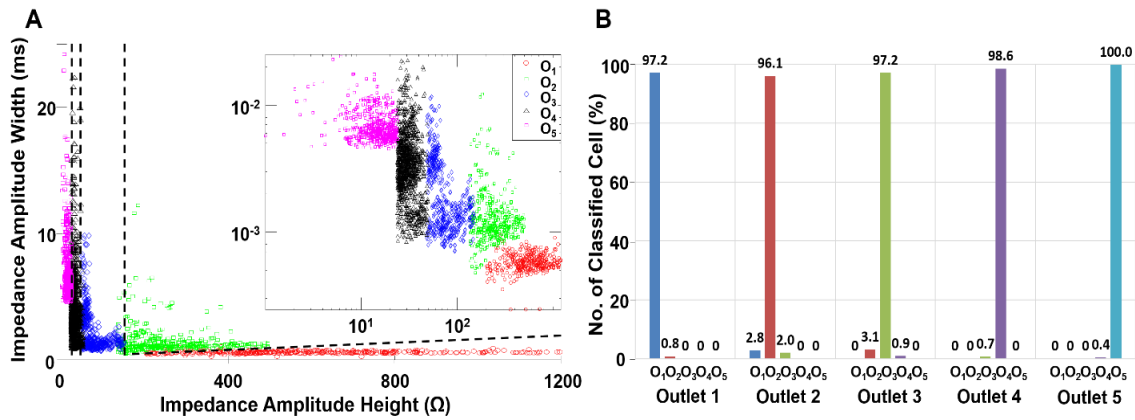 A
Impedance Amplitude Width (ms)
20
10
0
0
200
400
600
800
1200
Impedance Amplitude Height (Ω)
10⁻²
10⁻³
10¹
10²
O₁
O₂
O₃
O₄
O₅
B
No. of Classified Cell (%)
100
80
60
40
20
0
97.2 0.8 0 0 0
2.8 96.1 2.0 0 0
0 3.1 97.2 0.9 0
0 0 0.7 98.6 0
0 0 0 0.4 100.0
O₁O₂O₃O₄O₅ O₁O₂O₃O₄O₅ O₁O₂O₃O₄O₅ O₁O₂O₃O₄O₅ O₁O₂O₃O₄O₅
Outlet 1 Outlet 2 Outlet 3 Outlet 4 Outlet 5